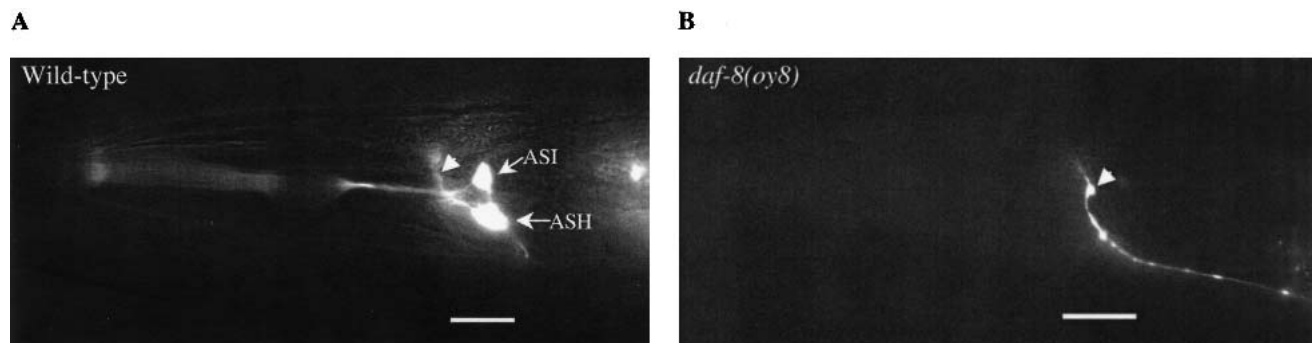 A
B
Wild-type
daf-8(oy8)
ASI
ASH